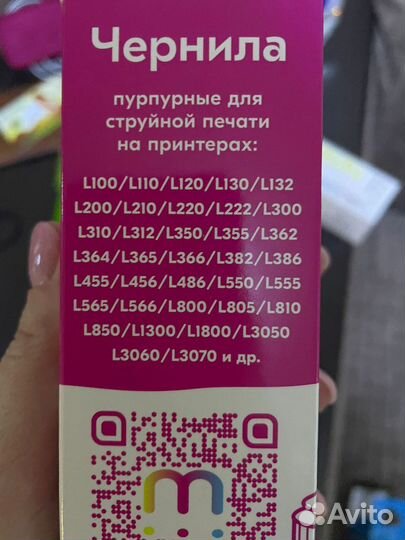 Чернила
пурпурные для
струйной печати
на принтерах:
L100/L110/L120/L130/L132
L200/L210/L220/L222/L300
L310/L312/L350/L355/L362
L364/L365/L366/L382/L386
L455/L456/L486/L550/L555
L565/L566/L800/L805/L810
L850/L1300/L1800/L3050
L3060/L3070 и др.
Avito